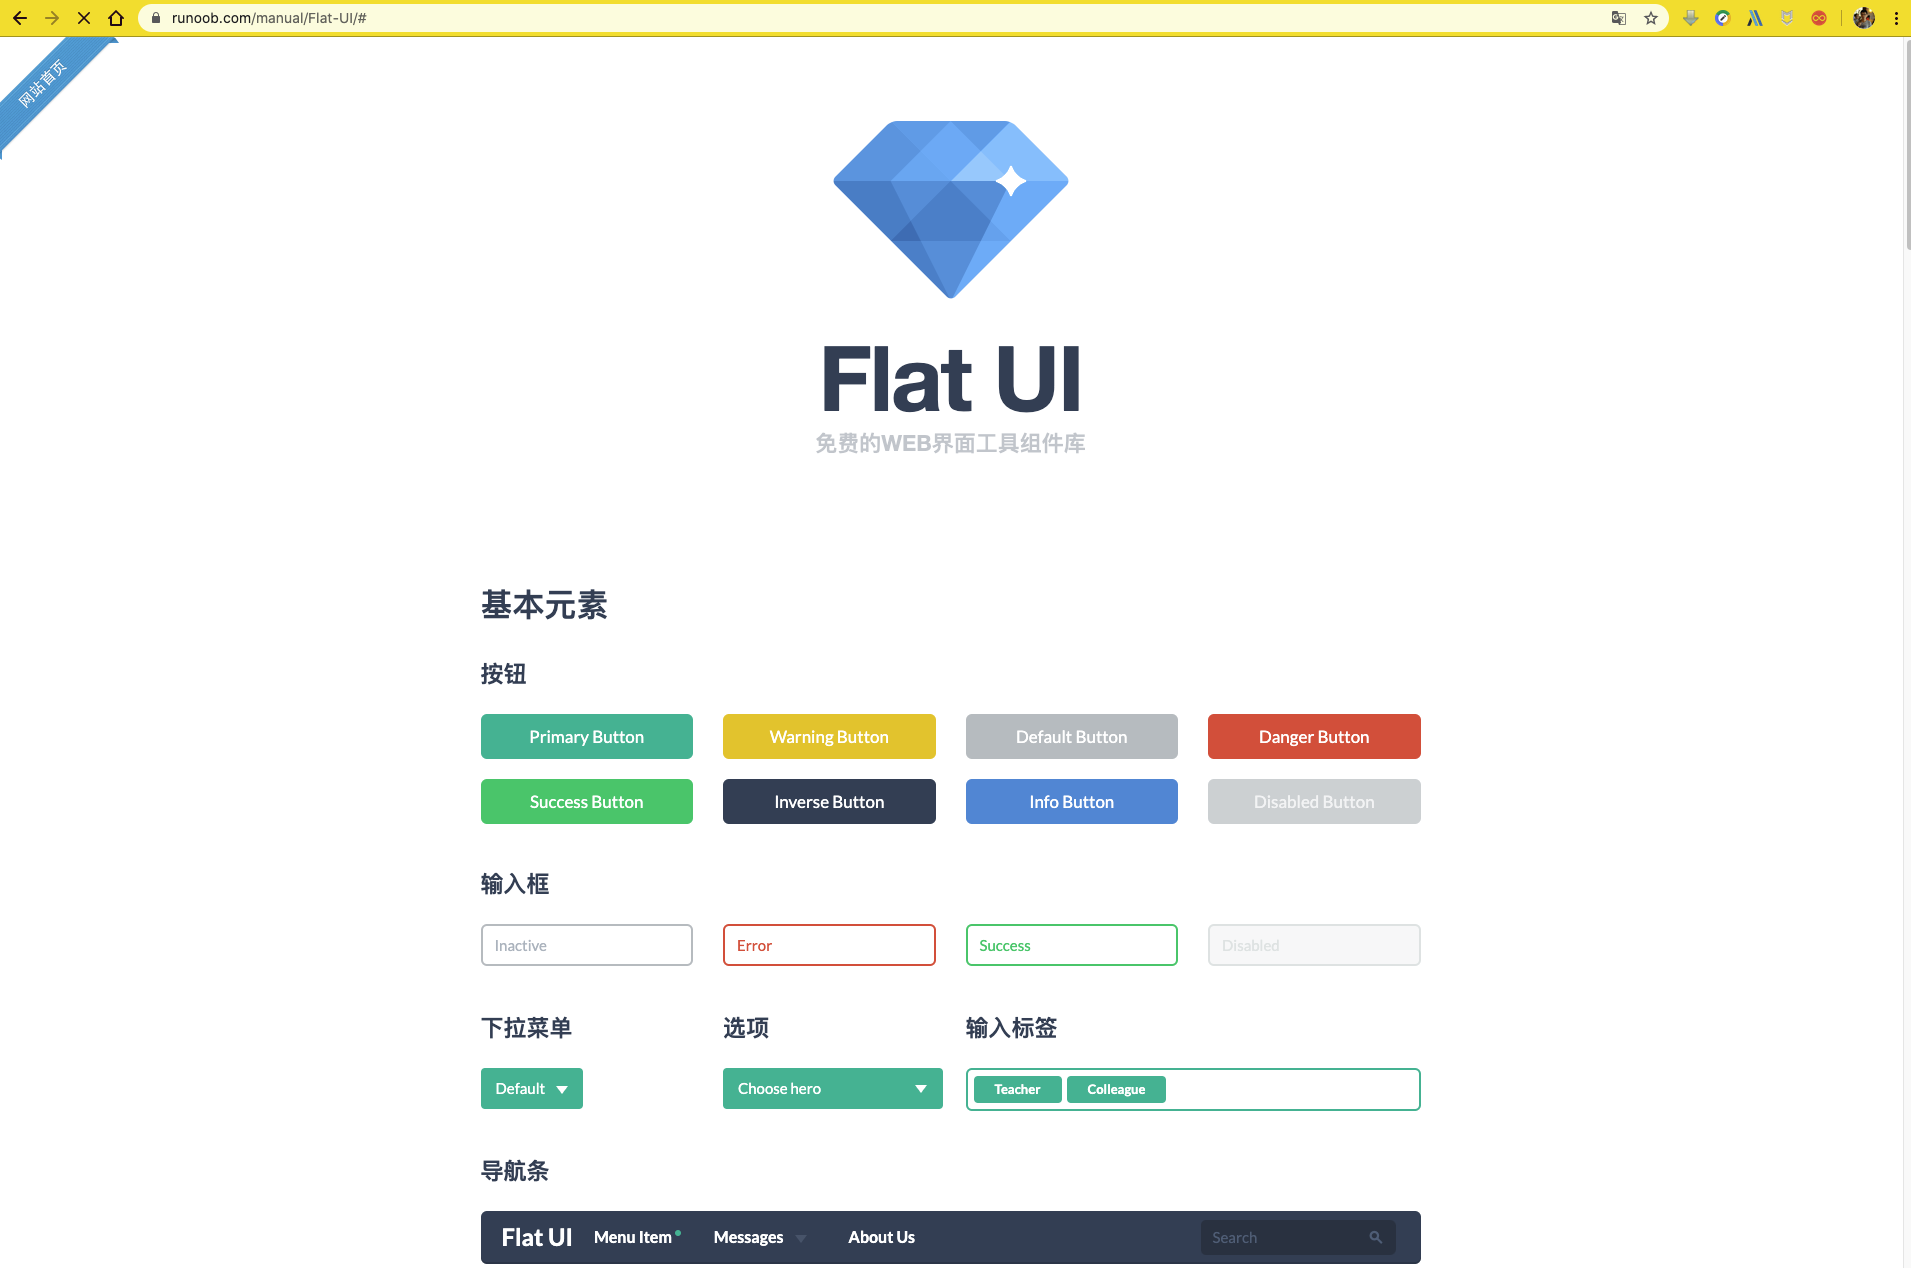 runoob.com/manual/Flat-UI/#
网站首页
Flat UI
免费的WEB界面工具组件库
基本元素
按钮
Primary Button
Warning Button
Default Button
Danger Button
Success Button
Inverse Button
Info Button
Disabled Button
输入框
Inactive
Error
Success
Disabled
下拉菜单
选项
输入标签
Default
Choose hero
Teacher
Colleague
导航条
Flat UI
Menu Item
Messages
About Us
Search